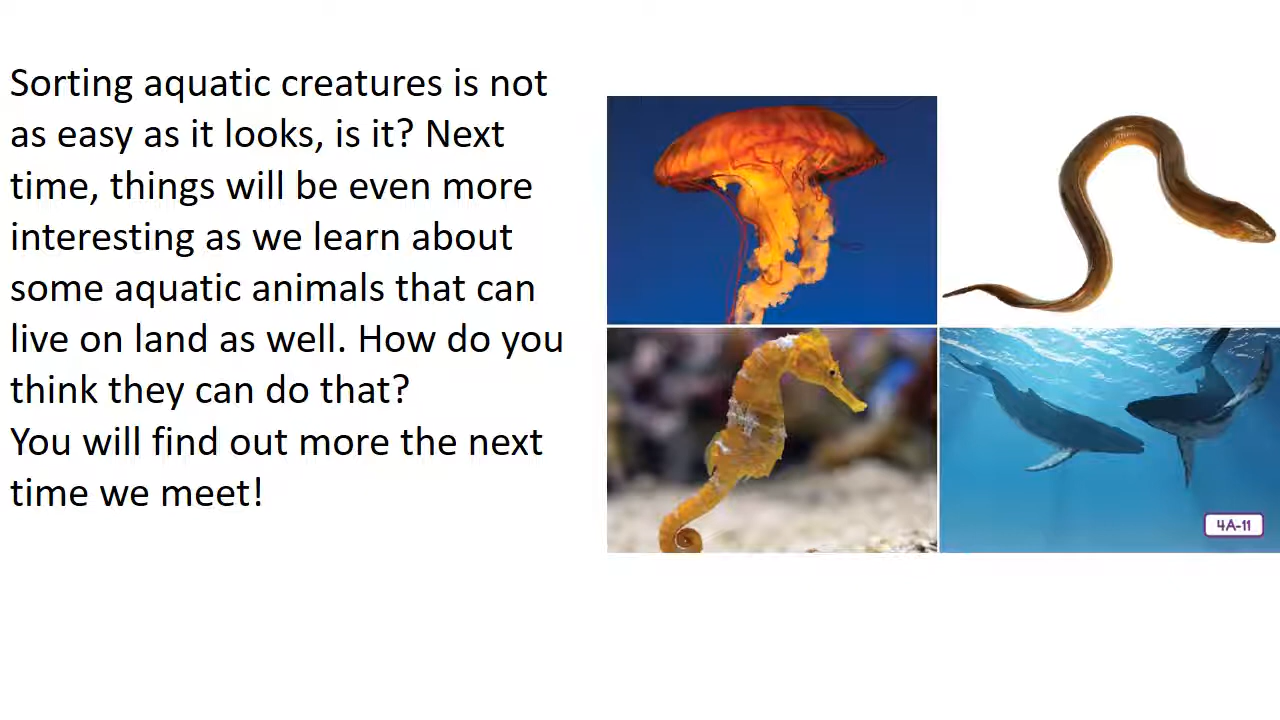 Sorting aquatic creatures is not
as easy as it looks, is it? Next
time, things will be even more
interesting as we learn about
some aquatic animals that can
live on land as well. How do you
think they can do that?
You will find out more the next
time we meet!
4A-11